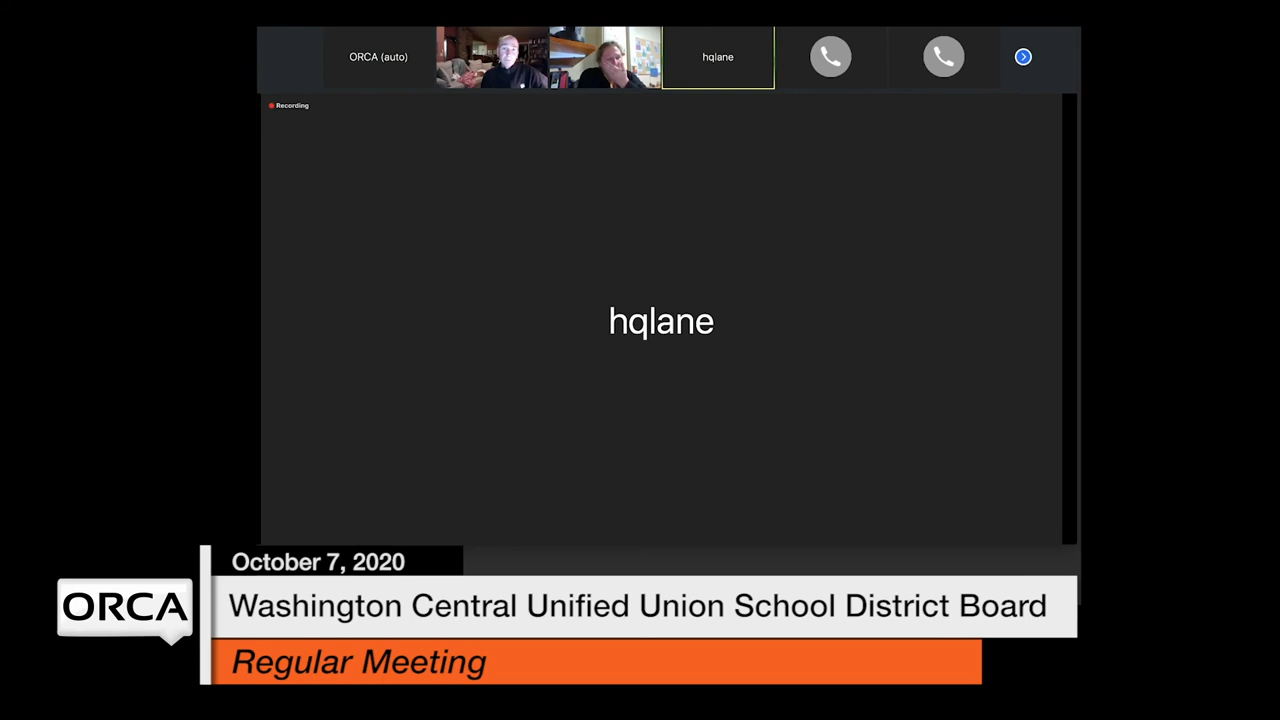 ORCA (auto)
hqlane
Recording
hqlane
October 7, 2020
ORCA
Washington Central Unified Union School District Board
Regular Meeting